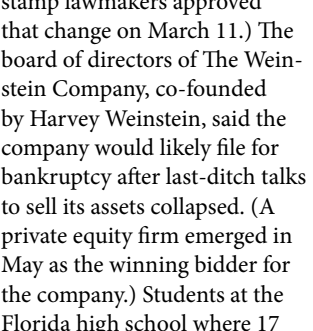 stamp lawmakers approved
that change on March 11.) The
board of directors of The Wein-
stein Company, co-founded
by Harvey Weinstein, said the
company would likely file for
bankruptcy after last-ditch talks
to sell its assets collapsed. (A
private equity firm emerged in
May as the winning bidder for
the company.) Students at the
Florida high school where 17